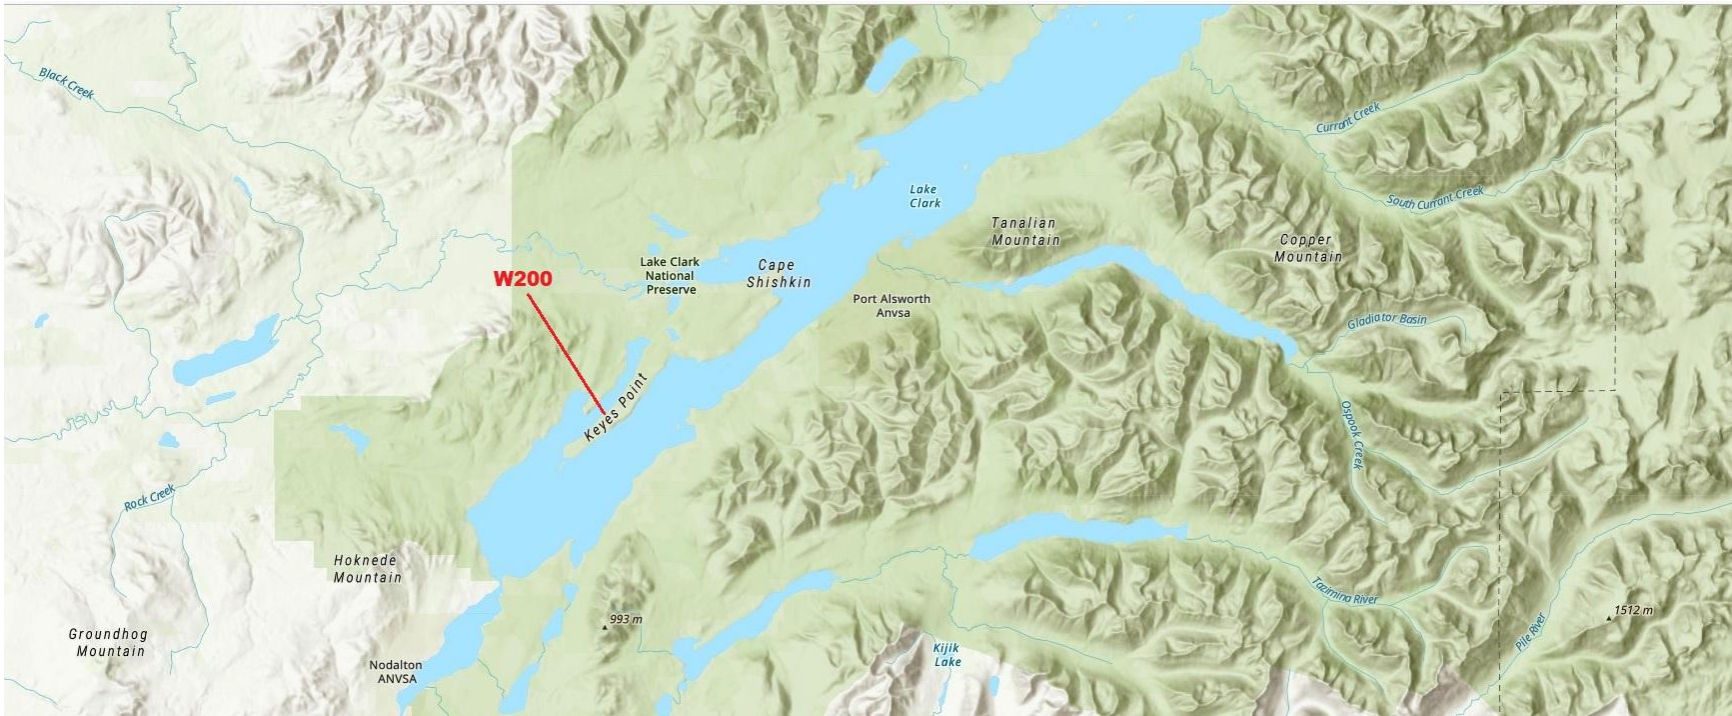 Black Creek
Currant Creek
South Currant Creek
Lake
Clark
Tanalian
Mountain
Copper
Mountain
Lake Clark
National
Preserve
Cape
Shishkin
W200
Port Alsworth
Anvsa
Gladiator Basin
Keyes Point
Ospook Creek
Rock Creek
Hoknede
Mountain
Tazimina River
993 m
1512 m
Pile River
Groundhog
Mountain
Kijik
Lake
Nodalton
ANVSA